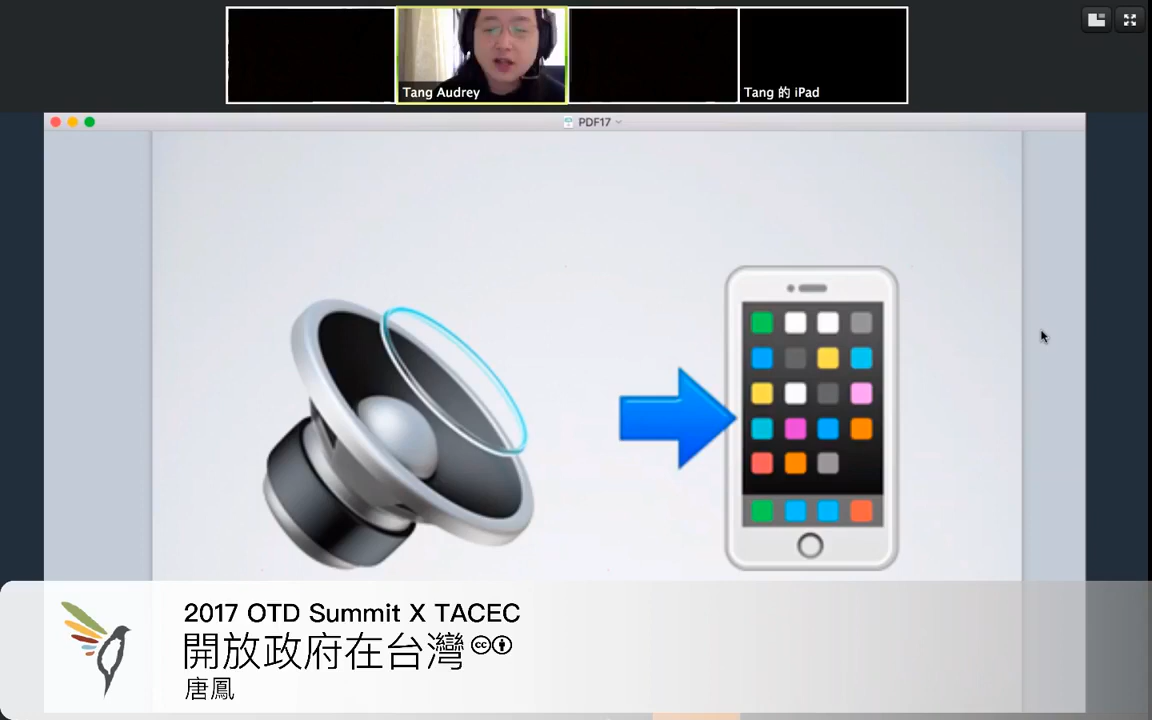 Tang Audrey
Tang 的 iPad
PDF17
2017 OTD Summit X TACEC
開放政府在台灣
cc
唐鳳